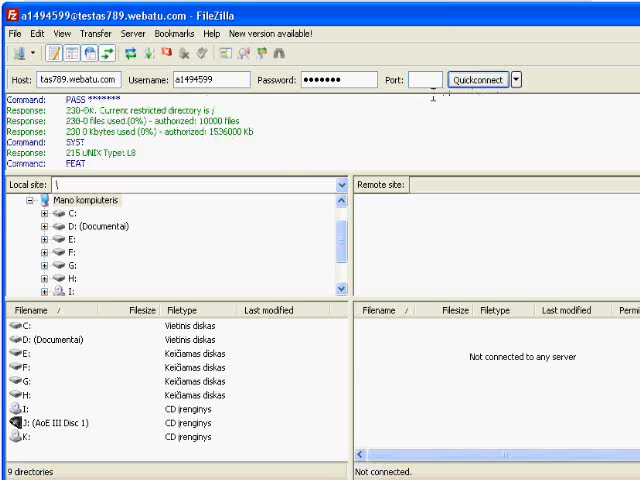 a1494599@testas789.webatu.com - FileZilla
File Edit View Transfer Server Bookmarks Help New version available!
Host: tas789.webatu.com Username: a1494599 Password: ●●●●●●● Port: Quickconnect
Command: PASS *******
Response: 230-OK. Current restricted directory is /
Response: 230-0 files used (0%) - authorized: 10000 files
Response: 230 0 Kbytes used (0%) - authorized: 1536000 Kb
Command: SYST
Response: 215 UNIX Type: L8
Command: FEAT
Local site: \
Remote site:
Mano kompiuteris
C:
D: (Documentai)
E:
F:
G:
H:
I:
Filename / Filesize Filetype Last modified
C: Vietinis diskas
D: (Documentai) Vietinis diskas
E: Keičiamas diskas
F: Keičiamas diskas
G: Keičiamas diskas
H: Keičiamas diskas
I: CD įrenginys
J: (AoE III Disc 1) CD įrenginys
K: CD įrenginys
9 directories
Filename / Filesize Filetype Last modified Permi
Not connected to any server
Not connected.